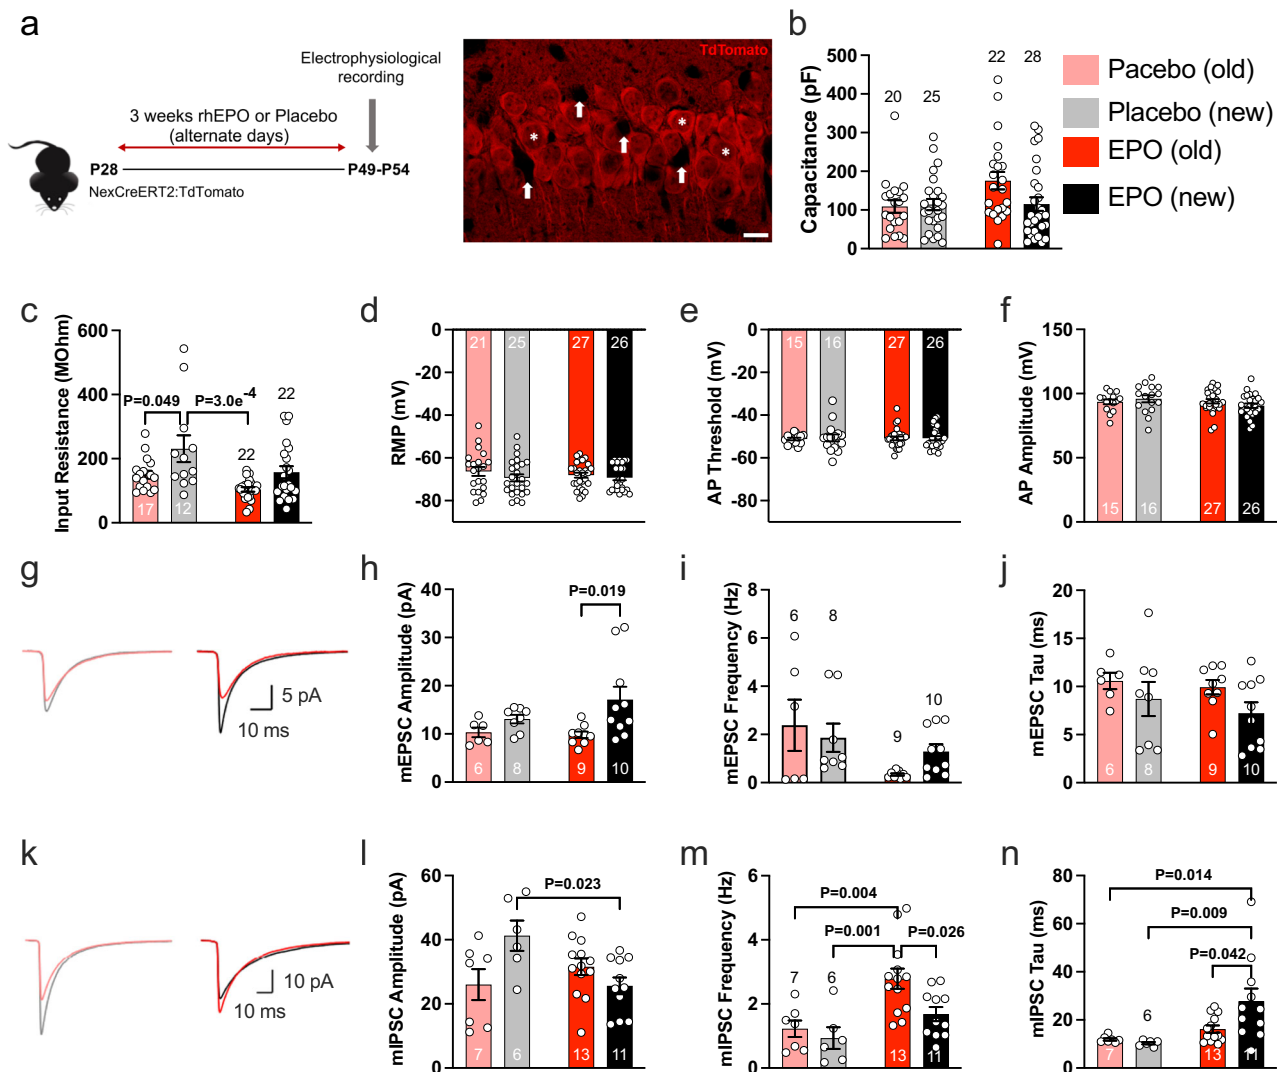 a
Electrophysiological
recording
3 weeks rhEPO or Placebo
(alternate days)
P28
P49-P54
NexCreERT2:TdTomato
TdTomato
*
*
*
b
Capacitance (pF)
500
400
300
200
100
0
20
25
22
28
Pacebo (old)
Placebo (new)
EPO (old)
EPO (new)
c
Input Resistance (MOhm)
600
400
200
0
P=0.049
P=3.0e-4
17
12
22
22
d
RMP (mV)
0
-20
-40
-60
-80
21
25
27
26
e
AP Threshold (mV)
0
-20
-40
-60
-80
15
16
27
26
f
AP Amplitude (mV)
150
100
50
0
15
16
27
26
g
5 pA
10 ms
h
mEPSC Amplitude (pA)
40
30
20
10
0
P=0.019
6
8
9
10
i
mEPSC Frequency (Hz)
8
6
4
2
0
6
8
9
10
j
mEPSC Tau (ms)
20
15
10
5
0
6
8
9
10
k
10 pA
10 ms
l
mIPSC Amplitude (pA)
60
40
20
0
P=0.023
7
6
13
11
m
mIPSC Frequency (Hz)
6
4
2
0
P=0.004
P=0.001
P=0.026
7
6
13
11
n
mIPSC Tau (ms)
80
60
40
20
0
P=0.014
P=0.009
P=0.042
7
6
13
11